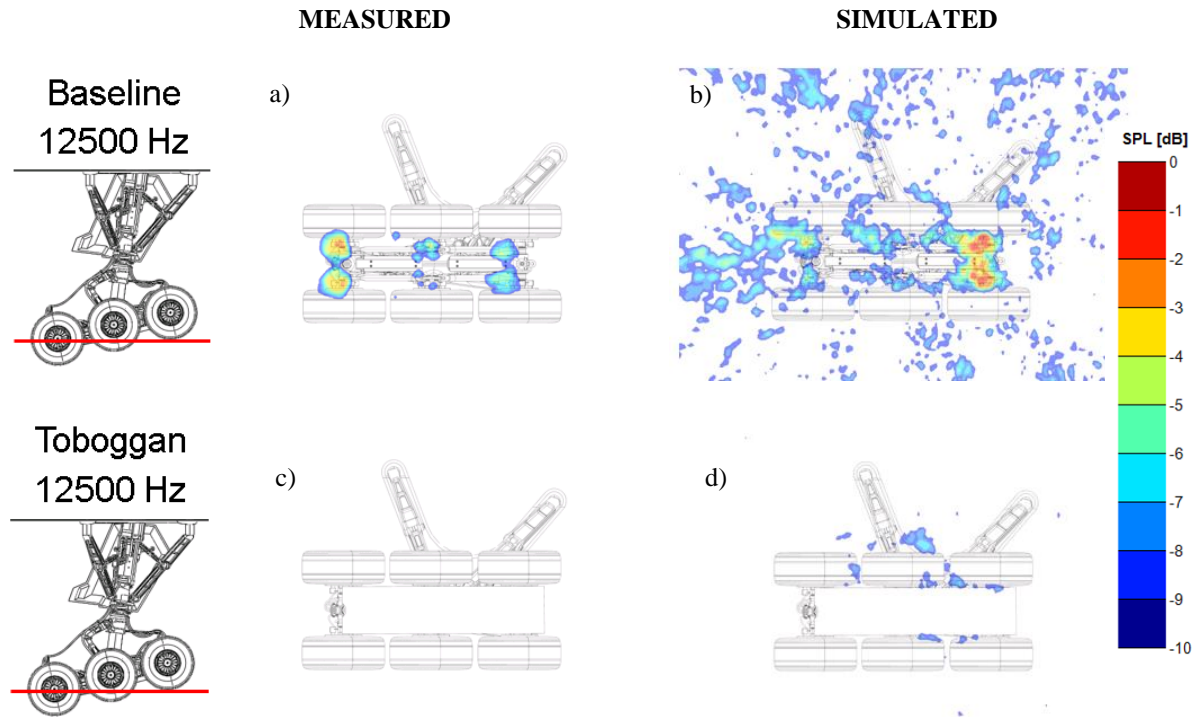 MEASURED
SIMULATED
Baseline
12500 Hz
a)
b)
SPL [dB]
0
-1
-2
-3
-4
-5
-6
-7
-8
-9
-10
Toboggan
12500 Hz
c)
d)